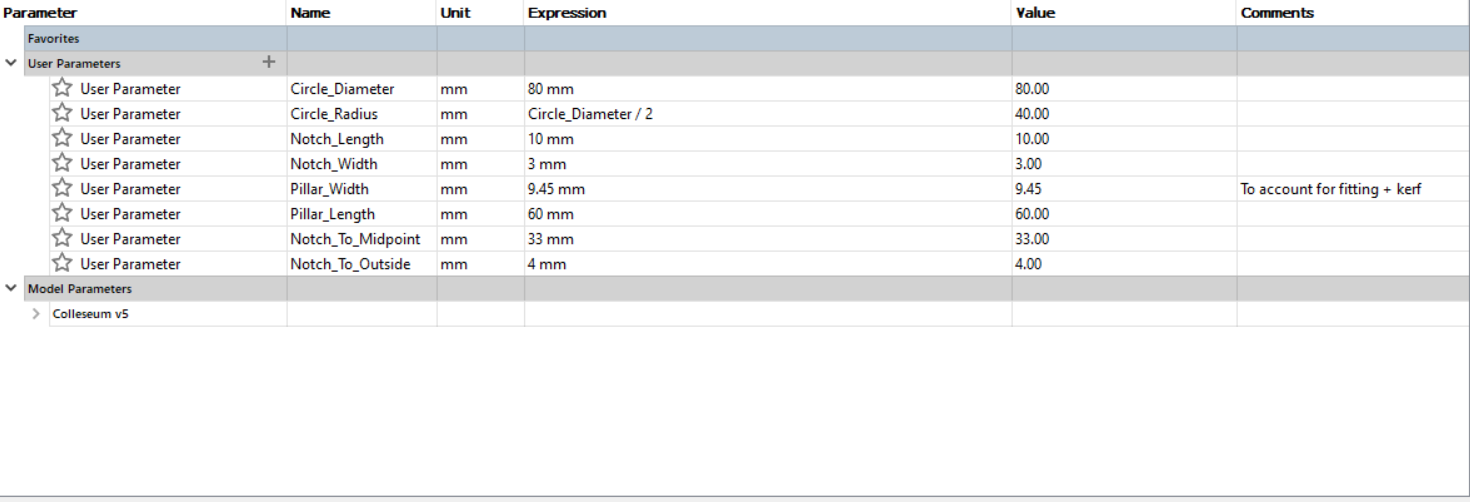 Parameter Name Unit Expression Value Comments
Favorites
User Parameters +
User Parameter Circle_Diameter mm 80 mm 80.00
User Parameter Circle_Radius mm Circle_Diameter / 2 40.00
User Parameter Notch_Length mm 10 mm 10.00
User Parameter Notch_Width mm 3 mm 3.00
User Parameter Pillar_Width mm 9.45 mm 9.45 To account for fitting + kerf
User Parameter Pillar_Length mm 60 mm 60.00
User Parameter Notch_To_Midpoint mm 33 mm 33.00
User Parameter Notch_To_Outside mm 4 mm 4.00
Model Parameters
Colleseum v5